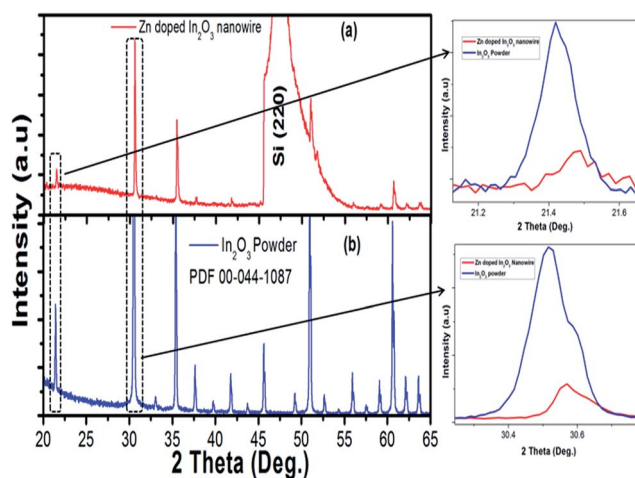 Zn doped In2O3 nanowire
(a)
Si (220)
Intensity (a.u)
In2O3 Powder
PDF 00-044-1087
(b)
20 25 30 35 40 45 50 55 60 65
2 Theta (Deg.)
Zn doped In2O3 nanowire
In2O3 Powder
Intensity (a.u)
21.2 21.4 21.6
2 Theta (Deg.)
Zn doped In2O3 Nanowire
In2O3 powder
Intensity (a.u)
30.4 30.6
2 Theta (Deg.)